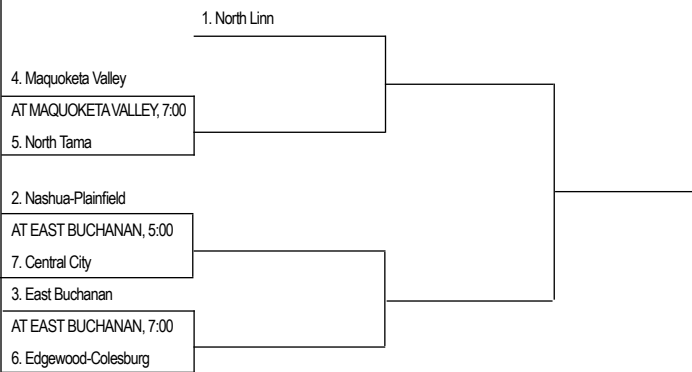 1. North Linn
4. Maquoketa Valley
AT MAQUOKETA VALLEY, 7:00
5. North Tama
2. Nashua-Plainfield
AT EAST BUCHANAN, 5:00
7. Central City
3. East Buchanan
AT EAST BUCHANAN, 7:00
6. Edgewood-Colesburg